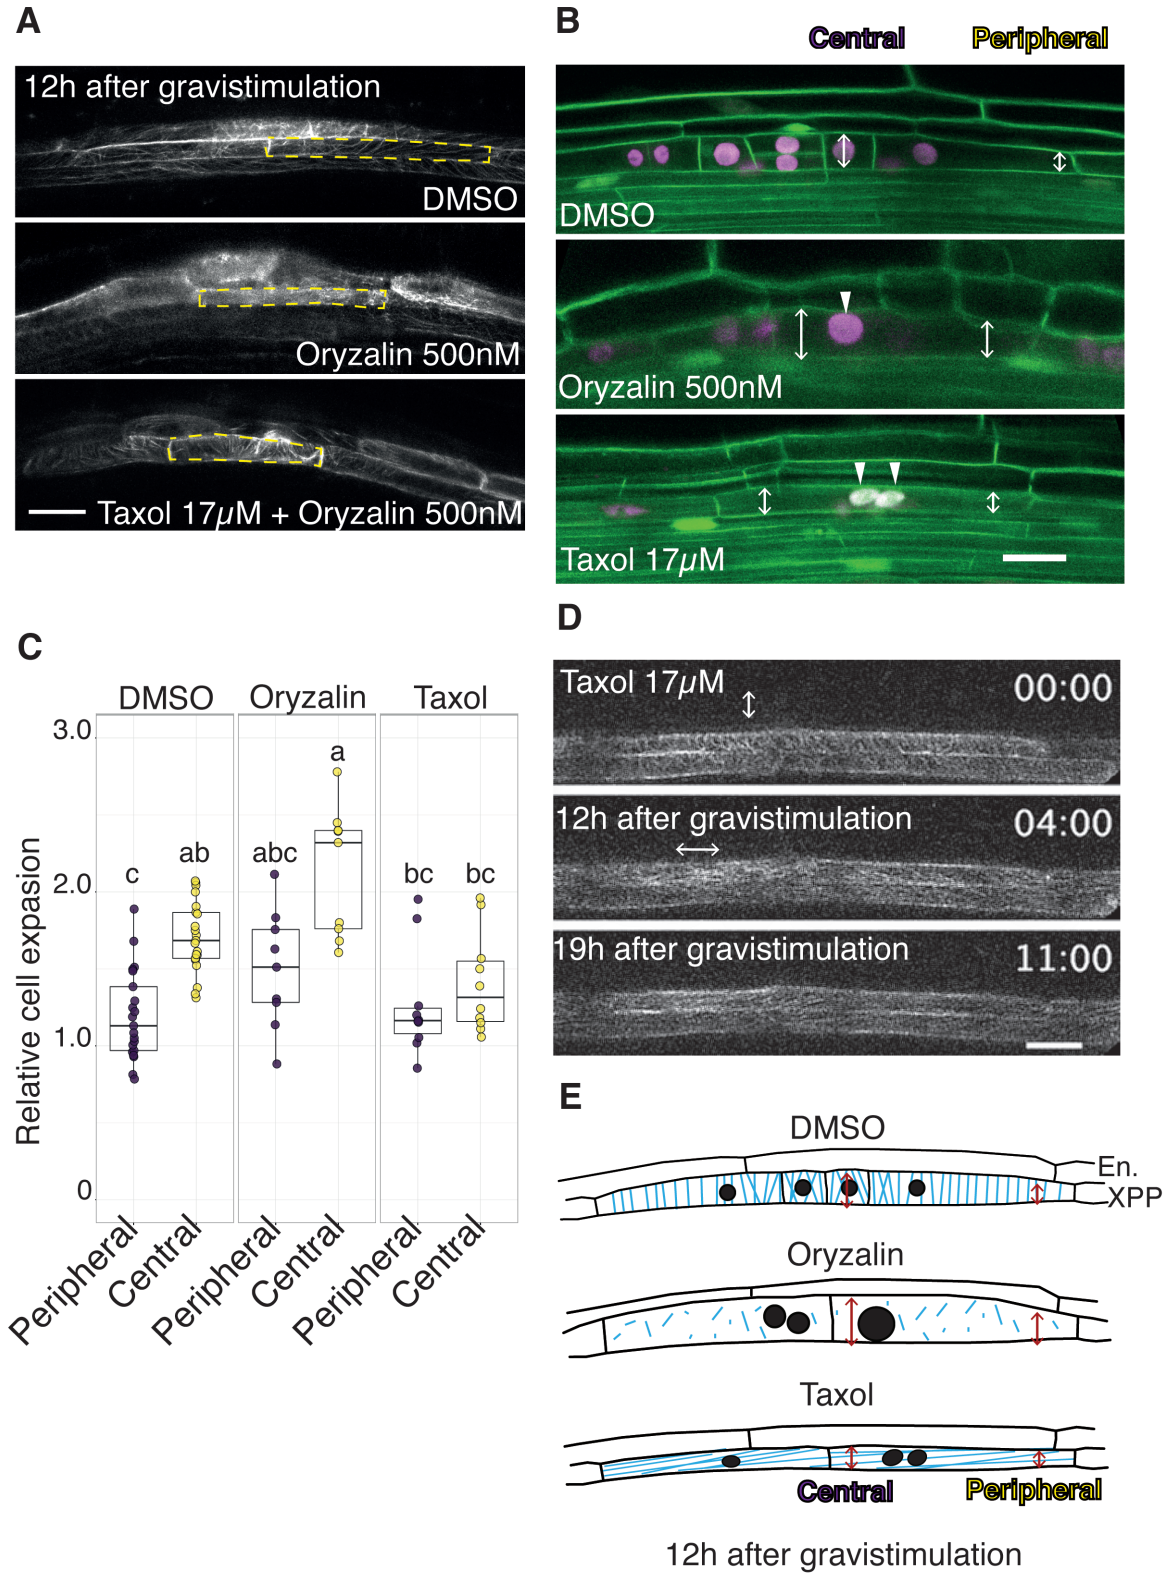 A
12h after gravistimulation
DMSO
Oryzalin 500nM
Taxol 17µM + Oryzalin 500nM
B
Central
Peripheral
DMSO
Oryzalin 500nM
Taxol 17µM
C
DMSO
Oryzalin
Taxol
Relative cell expasion
3.0
2.0
1.0
0
c
ab
abc
a
bc
bc
Peripheral
Central
Peripheral
Central
Peripheral
Central
D
Taxol 17µM
00:00
12h after gravistimulation
04:00
19h after gravistimulation
11:00
E
DMSO
En.
XPP
Oryzalin
Taxol
Central
Peripheral
12h after gravistimulation